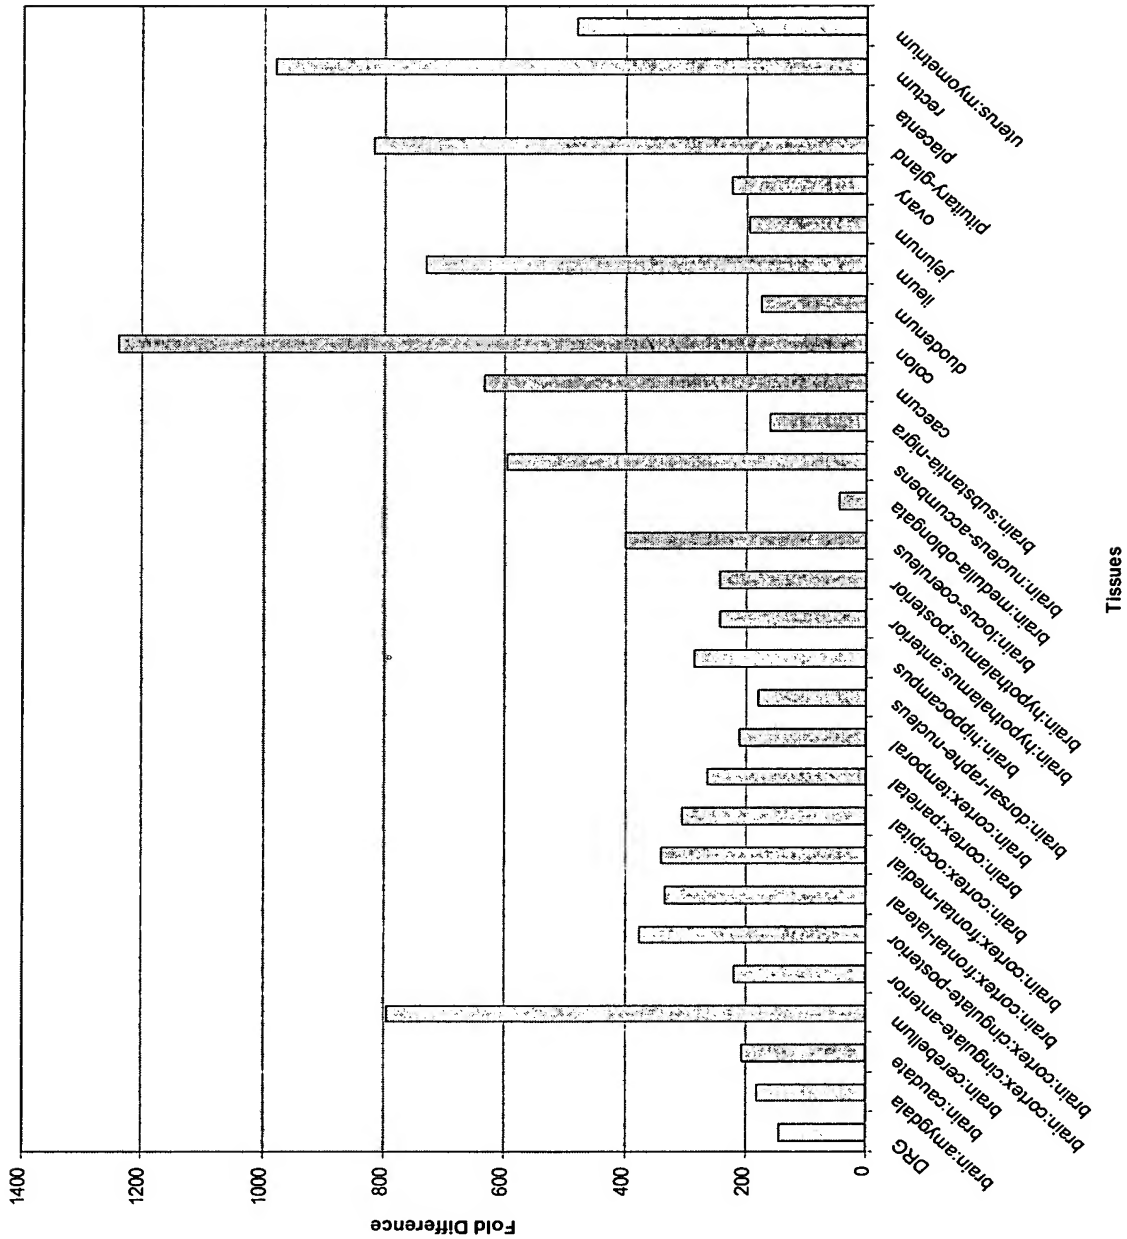 Fold Difference
1400
1200
1000
800
600
400
200
0
DRG
brain:amygdala
brain:caudate
brain:cerebellum
brain:cortex:cingulate-anterior
brain:cortex:cingulate-posterior
brain:cortex:frontal-lateral
brain:cortex:frontal-medial
brain:cortex:occipital
brain:cortex:parietal
brain:cortex:temporal
brain:dorsal-raphe-nucleus
brain:hippocampus
brain:hypothalamus:anterior
brain:hypothalamus:posterior
brain:locus-coeruleus
brain:medulla-oblongata
brain:nucleus-accumbens
brain:substantia-nigra
caecum
colon
duodenum
ileum
jejunum
ovary
pituitary-gland
placenta
rectum
uterus:myometrium
Tissues